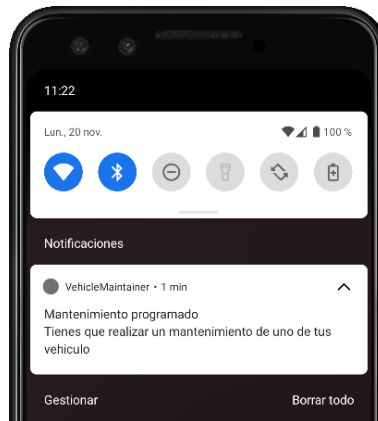 11:22
Lun., 20 nov.
100 %
Notificaciones
VehicleMaintainer • 1 min
Mantenimiento programado
Tienes que realizar un mantenimiento de uno de tus
vehiculo
Gestionar
Borrar todo